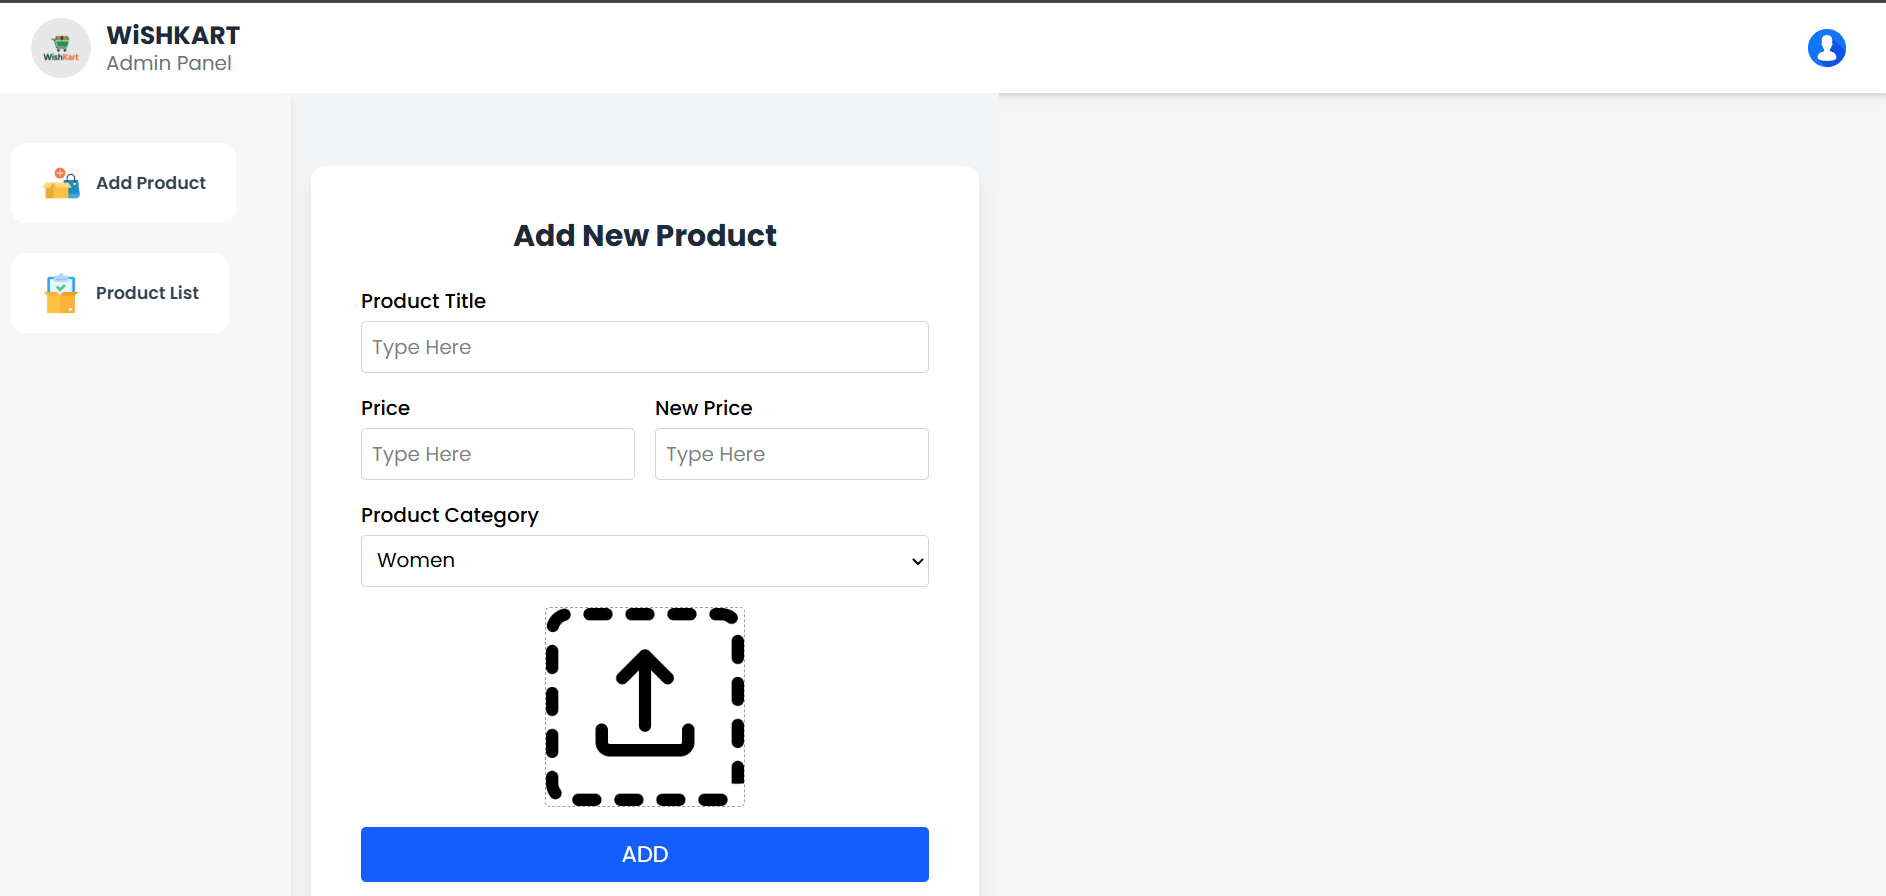 WishKart
WiSHKART
Admin Panel
Add Product
Product List
Add New Product
Product Title
Type Here
Price
New Price
Type Here
Type Here
Product Category
Women
ADD